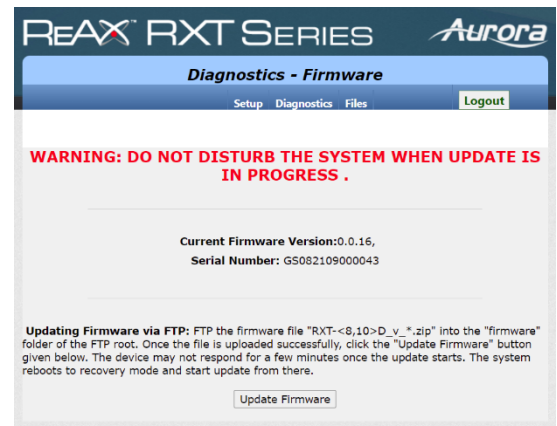 REAX™ RXT SERIES Aurora
Diagnostics - Firmware
Setup Diagnostics Files Logout
WARNING: DO NOT DISTURB THE SYSTEM WHEN UPDATE IS
IN PROGRESS .
Current Firmware Version:0.0.16,
Serial Number: GS082109000043
Updating Firmware via FTP: FTP the firmware file "RXT-<8,10>D_v_*.zip" into the "firmware"
folder of the FTP root. Once the file is uploaded successfully, click the "Update Firmware" button
given below. The device may not respond for a few minutes once the update starts. The system
reboots to recovery mode and start update from there.
Update Firmware